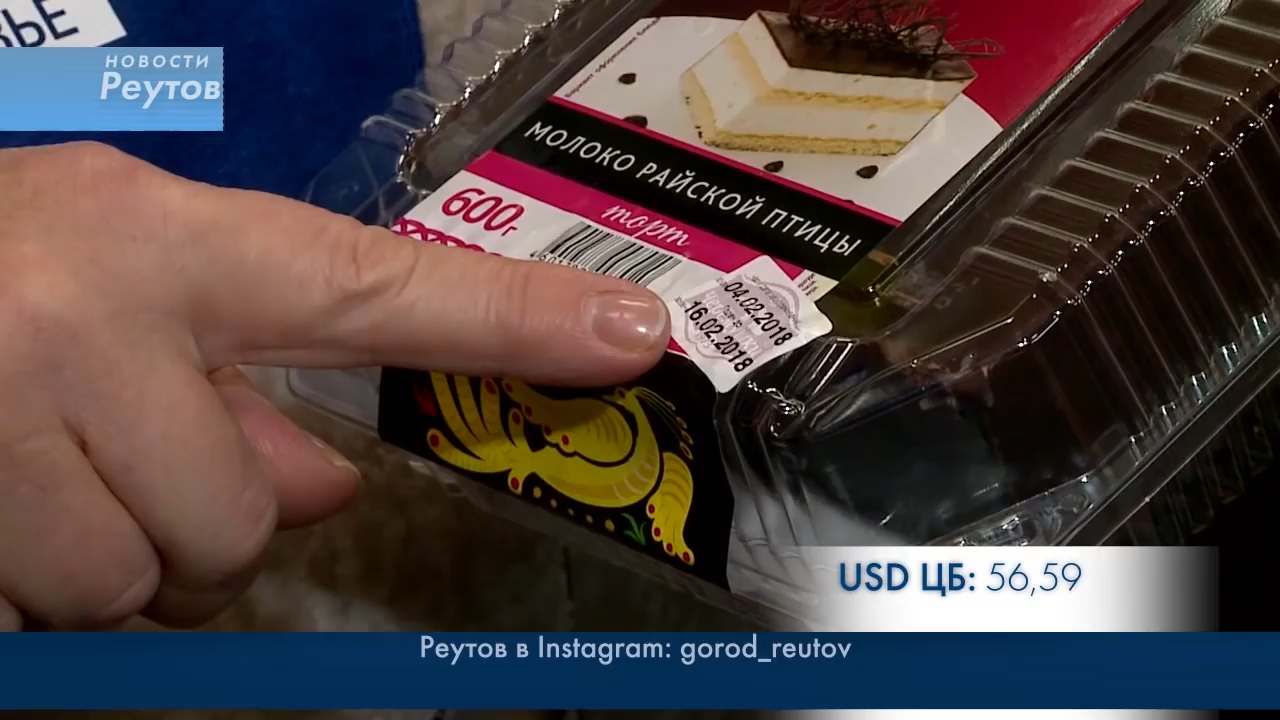 ЖЬЕ
НОВОСТИ
Реутов
МОЛОКО РАЙСКОЙ ПТИЦЫ
600г
торт
04.02.2018
16.02.2018
USD ЦБ: 56,59
Реутов в Instagram: gorod_reutov